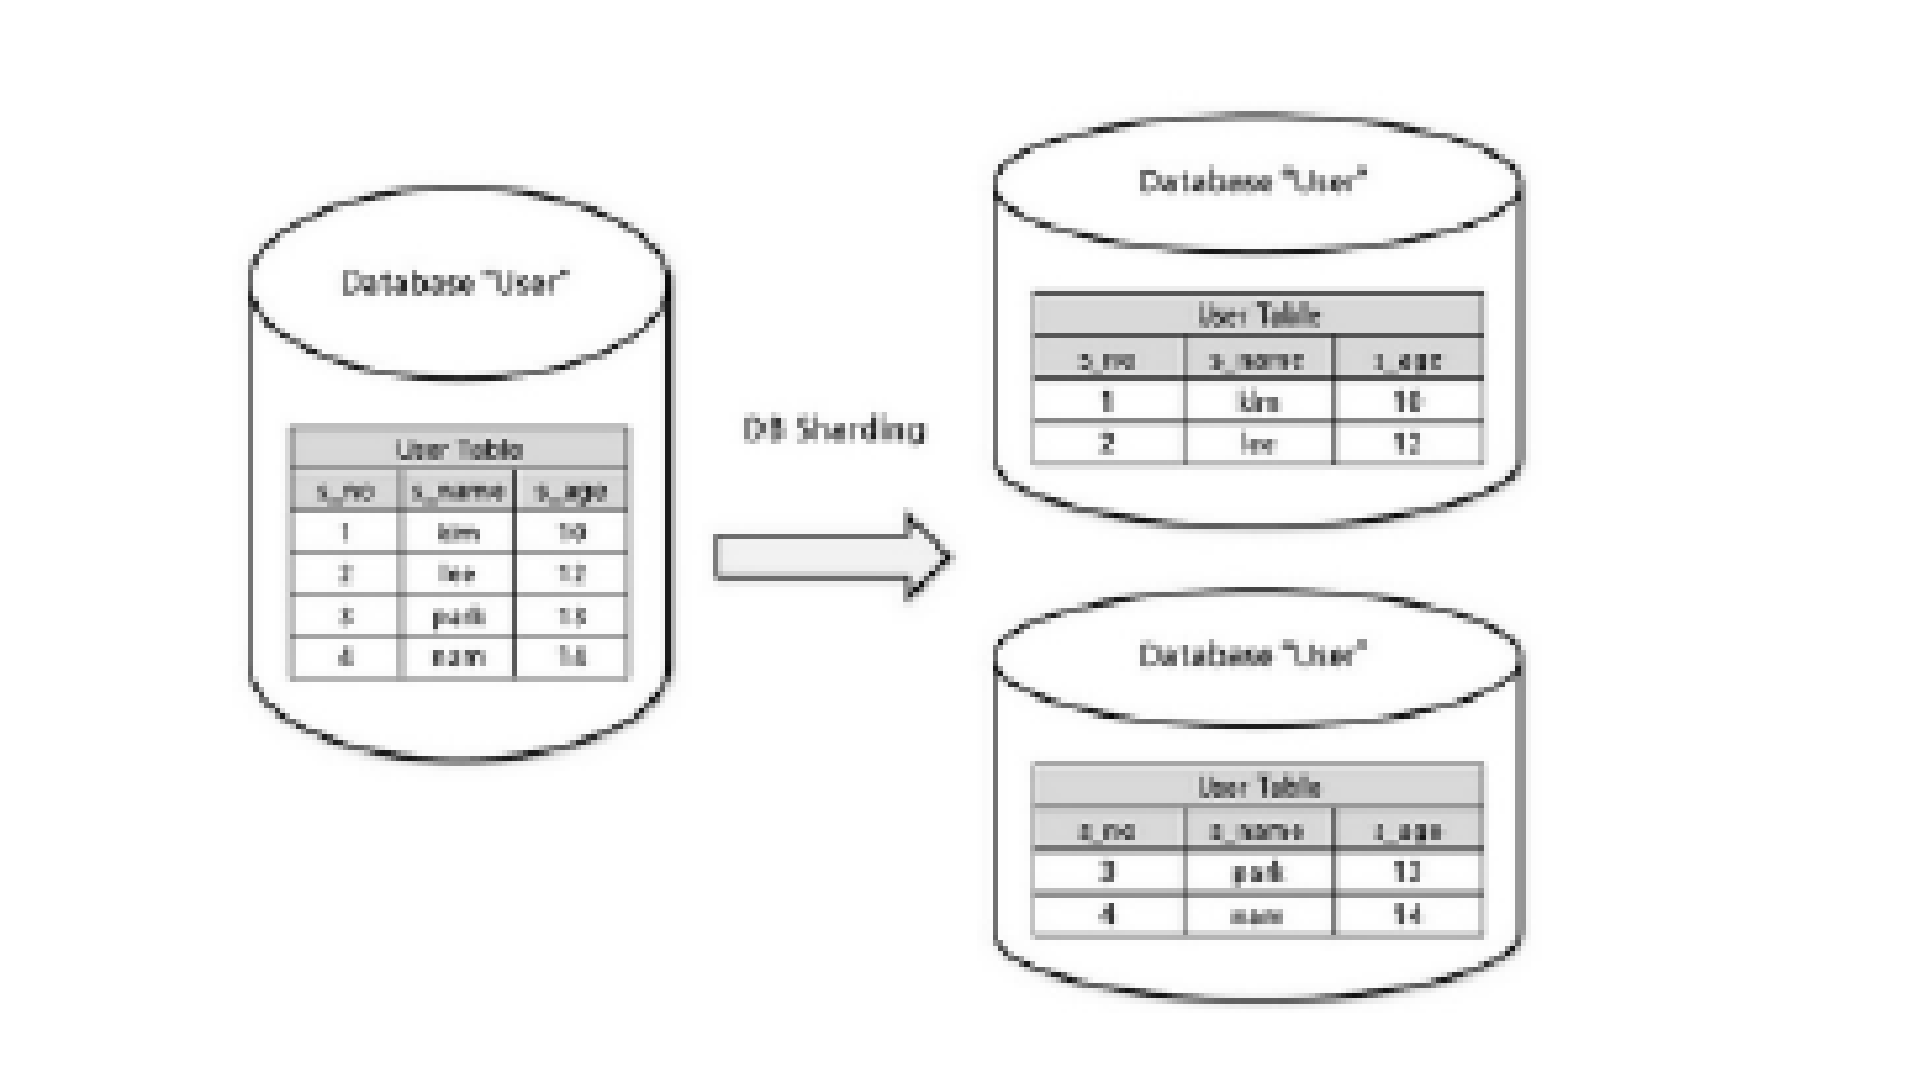 Database "User"
User Table
s_no s_name s_age
1 kim 10
2 lee 12
3 park 13
4 nam 14
DB Sharding
Database "User"
User Table
s_no s_name s_age
1 kim 10
2 lee 12
Database "User"
User Table
s_no s_name s_age
3 park 13
4 nam 14